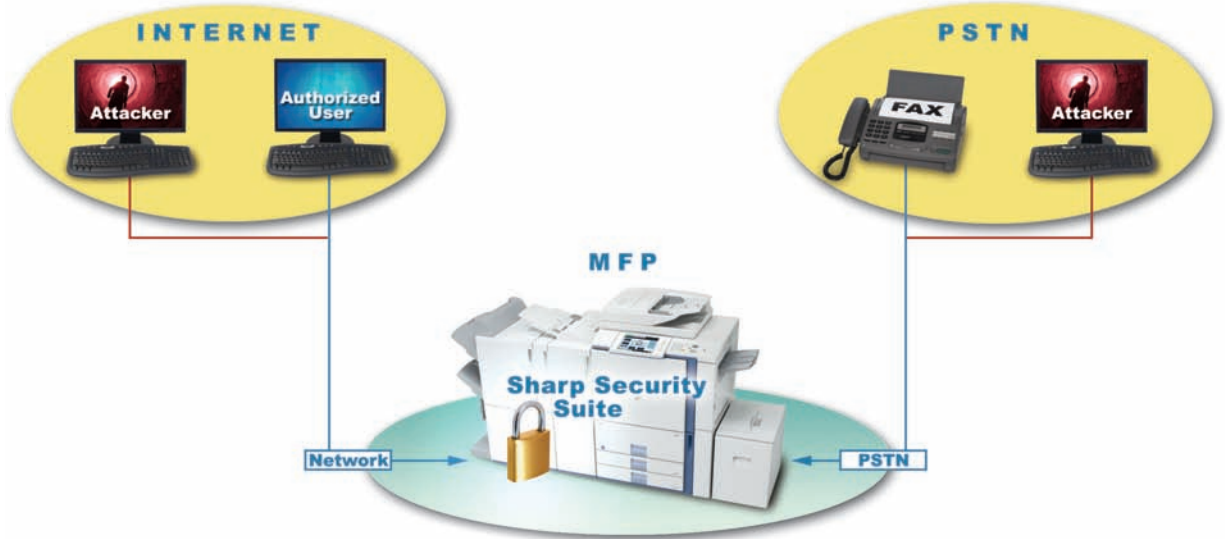 INTERNET
Attacker
Authorized
User
PSTN
FAX
Attacker
MFP
Sharp Security
Suite
Network
PSTN